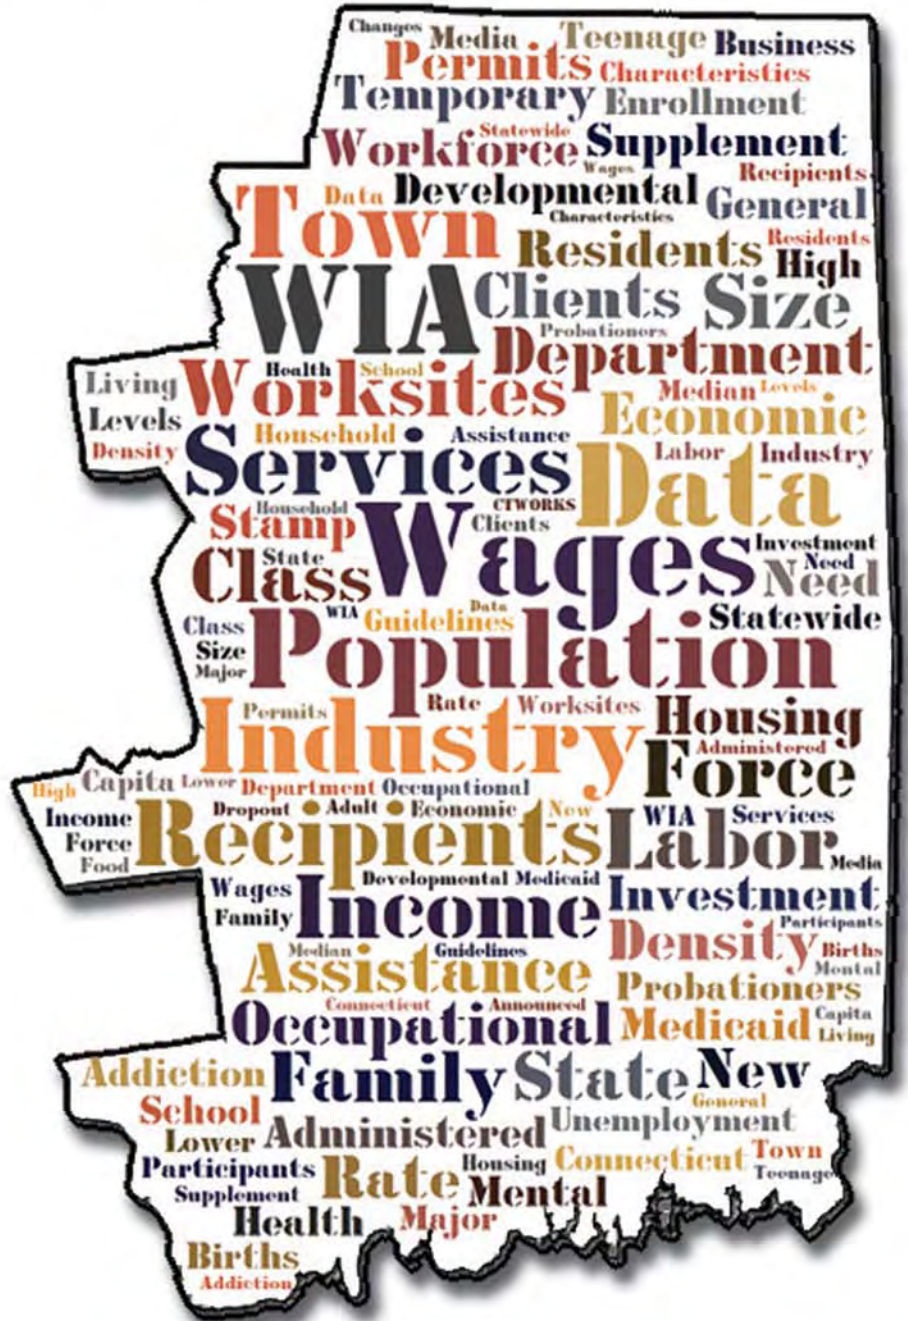 Changes Media Teenage Business
Permits Characteristics
Temporary Enrollment
Workforce Statewide Supplement
Wages Recipients
Data Developmental General
Town Characteristics
Residents Residents
High
WIA Clients Size
Probationers
Department
Living Worksites Health School
Levels Median Levels
Economic
Density Household Assistance
Services Data Labor Industry
Household CTWORKS
Stamp Wages Clients
Investment
Class State Need
Need
WIA Guidelines Data Statewide
Class Population
Size
Major
Permits Rate Worksites Housing
Industry Administered
Force
High Capita Lower Department Occupational
Income Dropout Adult Economic New WIA Services
Force Recipients Labor
Food Media
Wages Developmental Medicaid Investment
Family Income Participants
Median Guidelines Density Births
Assistance Mental
Probationers
Connecticut Announced Capita
Occupational Medicaid Living
Addiction Family State New
General
School Unemployment
Lower Administered
Participants Rate Housing Connecticut Town
Teenage
Supplement Mental
Health Major
Births
Addiction